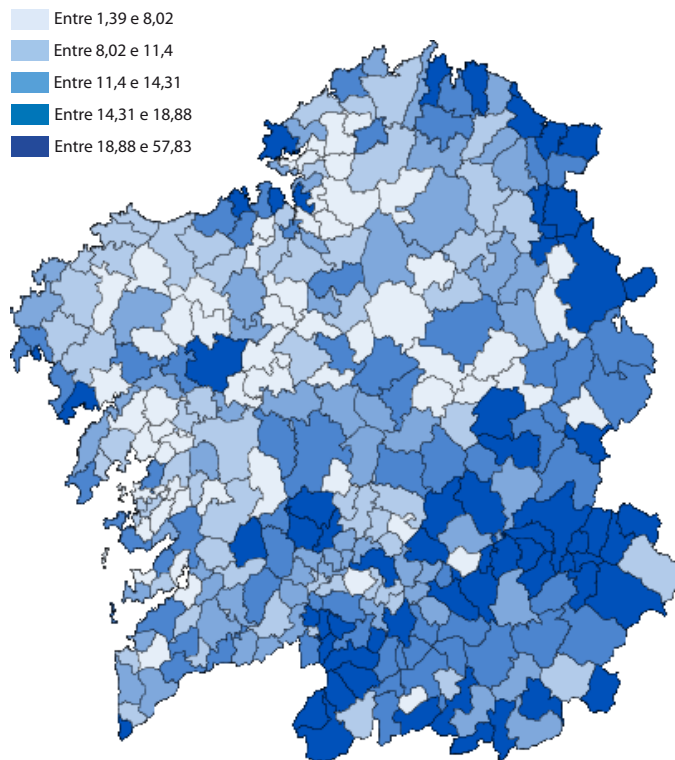 Entre 1,39 e 8,02
Entre 8,02 e 11,4
Entre 11,4 e 14,31
Entre 14,31 e 18,88
Entre 18,88 e 57,83